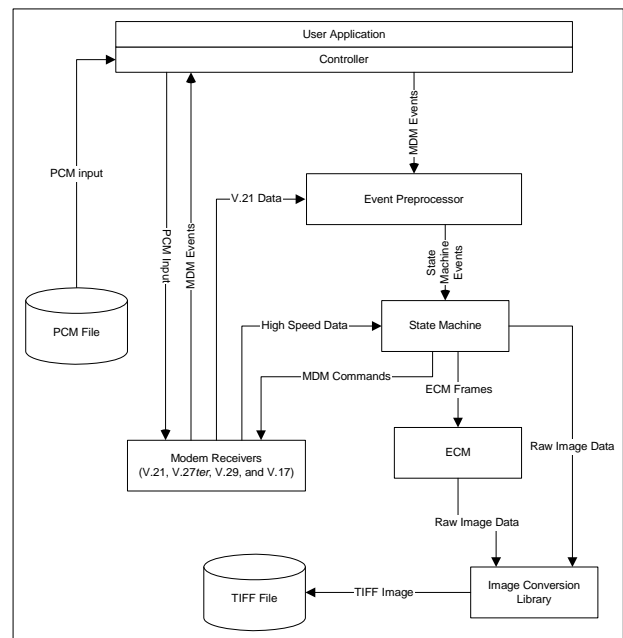 User Application
Controller
MDM Events
PCM input
V.21 Data
Event Preprocessor
PCM Input
MDM Events
State
Machine
Events
PCM File
High Speed Data
State Machine
MDM Commands
ECM Frames
Modem Receivers
(V.21, V.27ter, V.29, and V.17)
ECM
Raw Image Data
Raw Image Data
TIFF File
TIFF Image
Image Conversion
Library